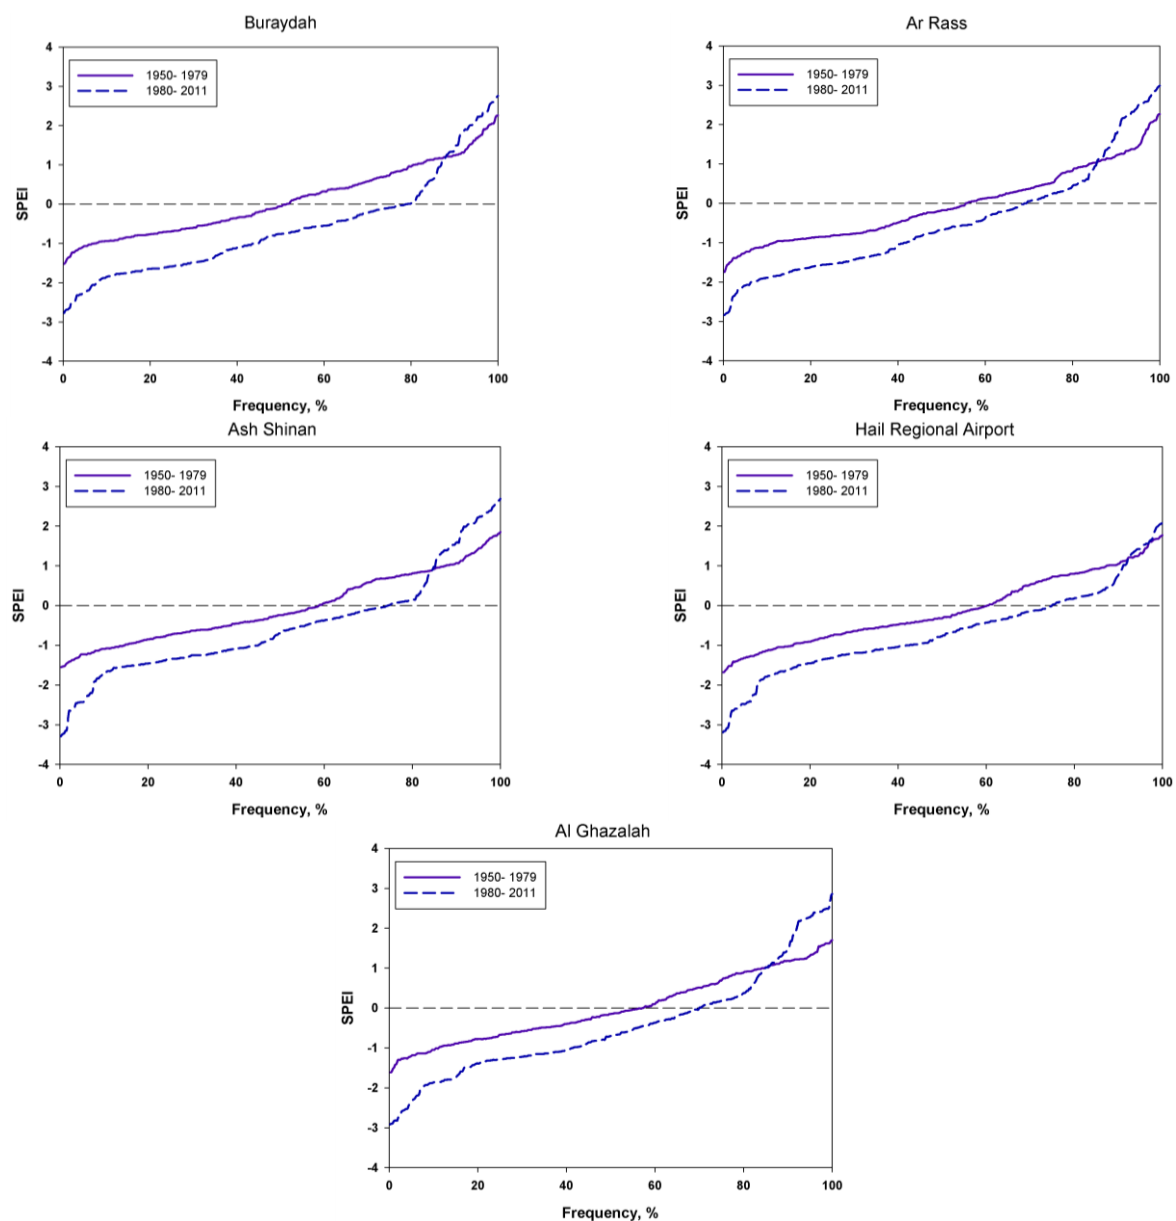 Buraydah
4
3
2
1
0
-1
-2
-3
-4
SPEI
1950- 1979
1980- 2011
0 20 40 60 80 100
Frequency, %
Ar Rass
4
3
2
1
0
-1
-2
-3
-4
SPEI
1950- 1979
1980- 2011
0 20 40 60 80 100
Frequency, %
Ash Shinan
4
3
2
1
0
-1
-2
-3
-4
SPEI
1950- 1979
1980- 2011
0 20 40 60 80 100
Frequency, %
Hail Regional Airport
4
3
2
1
0
-1
-2
-3
-4
SPEI
1950- 1979
1980- 2011
0 20 40 60 80 100
Frequency, %
Al Ghazalah
4
3
2
1
0
-1
-2
-3
-4
SPEI
1950- 1979
1980- 2011
0 20 40 60 80 100
Frequency, %